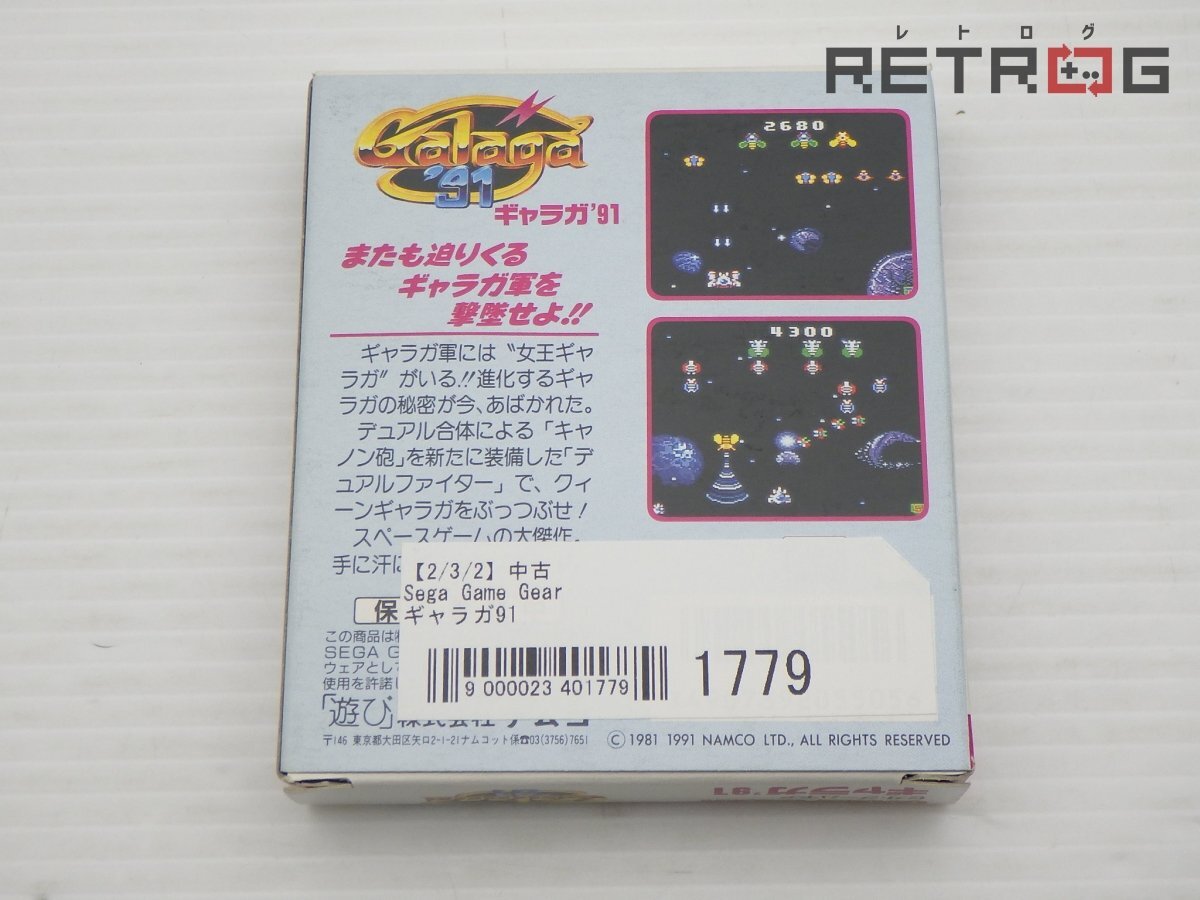 レトログ
RETROG
Galaga
'91
ギャラガ'91
またも迫りくる
ギャラガ軍を
撃墜せよ!!
ギャラガ軍には〝女王ギャ
ラガ〟がいる!!進化するギャ
ラガの秘密が今、あばかれた。
デュアル合体による「キャ
ノン砲」を新たに装備した「デ
ュアルファイター」で、クィ
ーンギャラガをぶっつぶせ!
スペースゲームの大傑作。
手に汗に
2680
4300
【2/3/2】中古
Sega Game Gear
ギャラガ91
9 000023 401779
1779
保
この商品は
SEGA G
ウェアとして
使用を許諾し
「遊び」株式会社ナムコ
〒146 東京都大田区矢口2-1-21ナムコット係☎03(3756)7651
© 1981 1991 NAMCO LTD., ALL RIGHTS RESERVED
ギャラガ'91